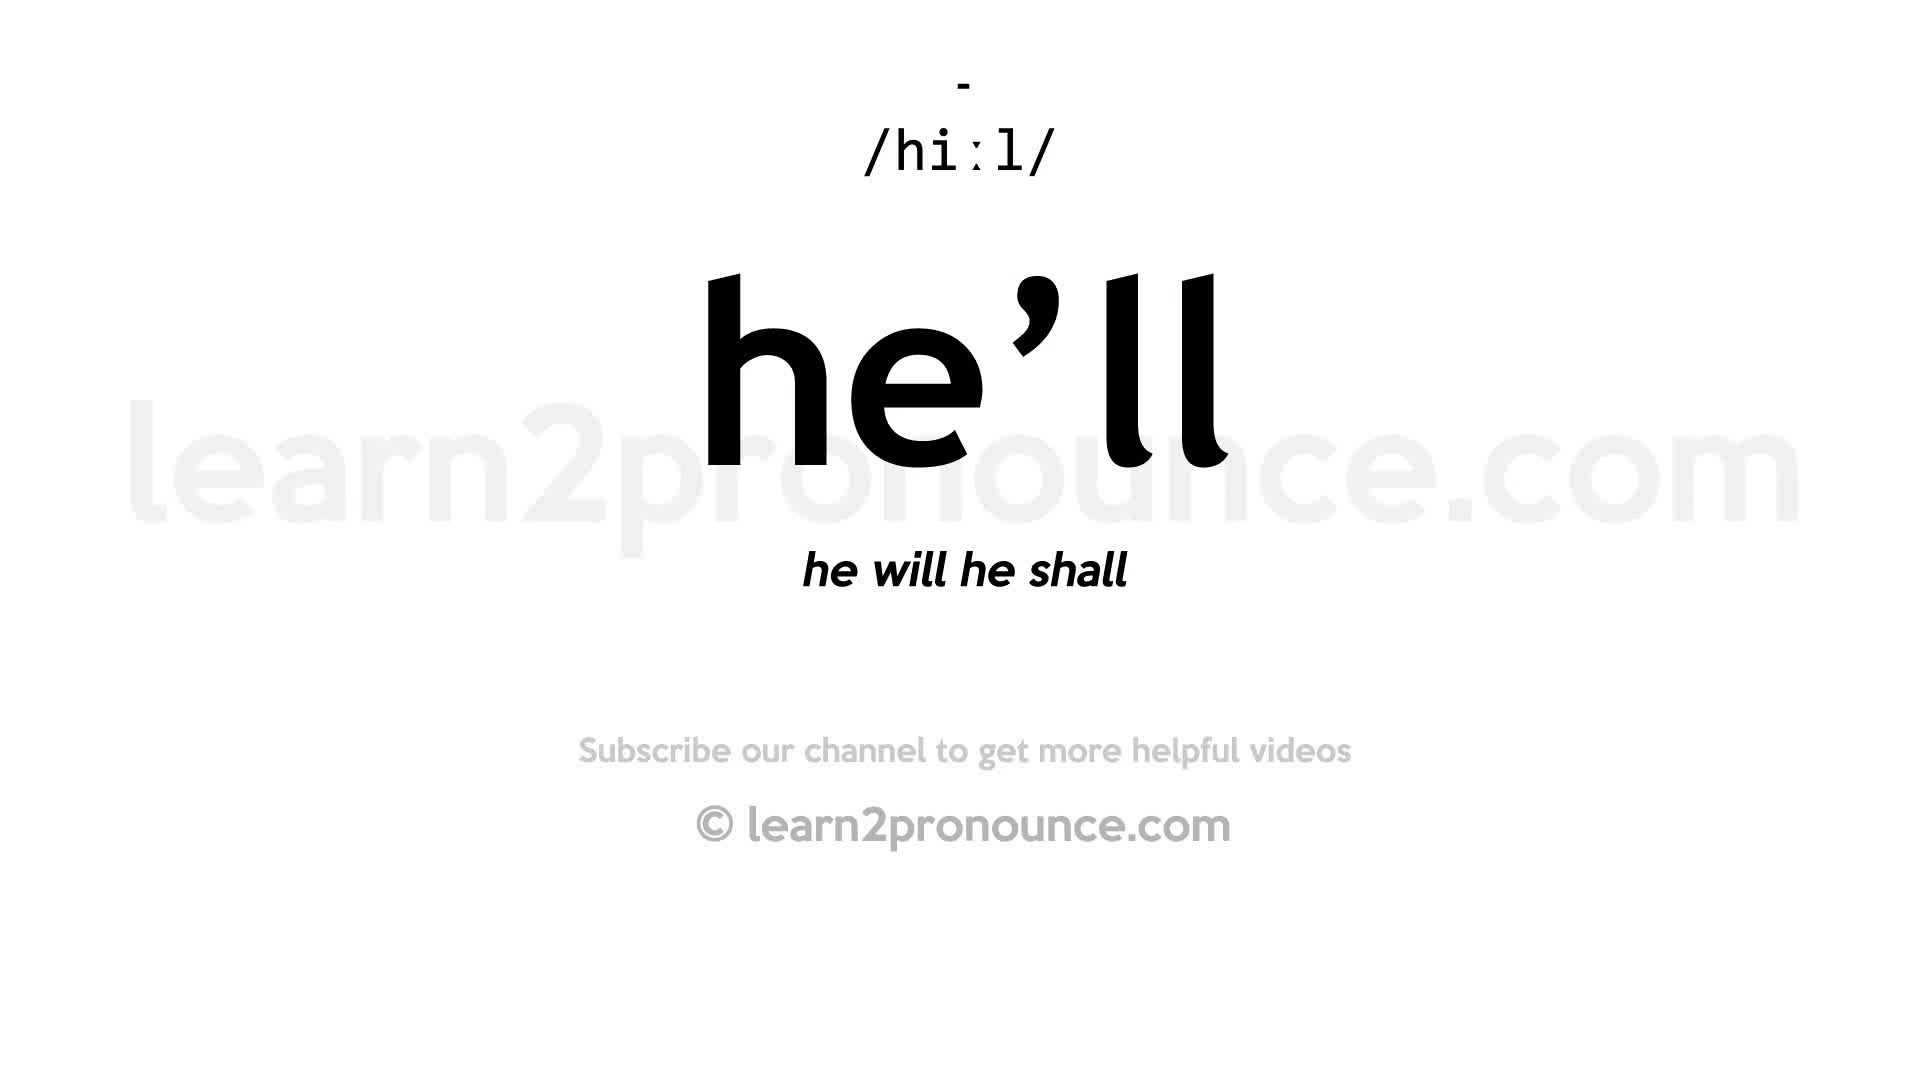 -
/hiːl/
he’ll
learn2pronounce.com
he will he shall
Subscribe our channel to get more helpful videos
© learn2pronounce.com